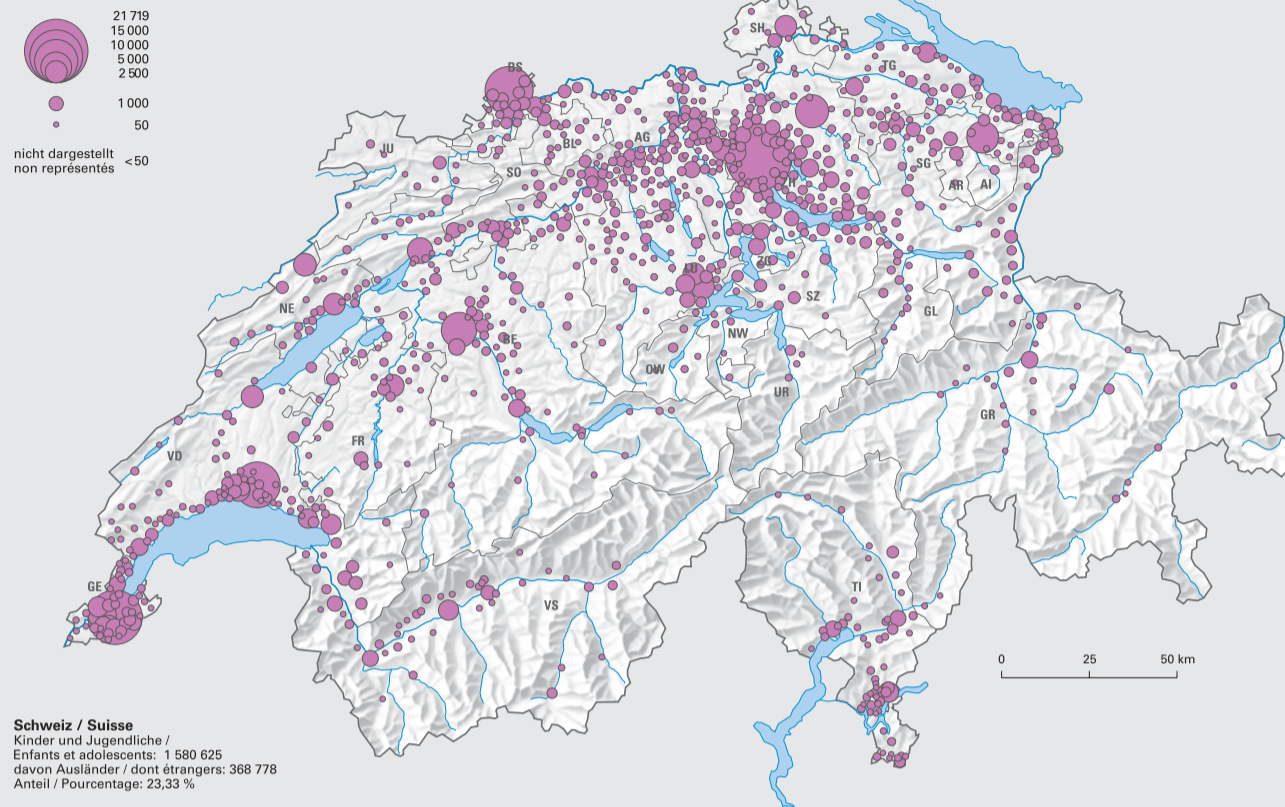 21 719
15 000
10 000
5 000
2 500
1 000
50
nicht dargestellt
non représentés
<50
SH
BS
TG
JU
BL
AG
SO
ZH
SG
AR
AI
NE
LU
ZG
SZ
GL
BE
NW
OW
UR
GR
VD
FR
GE
VS
TI
0
25
50 km
Schweiz / Suisse
Kinder und Jugendliche /
Enfants et adolescents: 1 580 625
davon Ausländer / dont étrangers: 368 778
Anteil / Pourcentage: 23,33 %